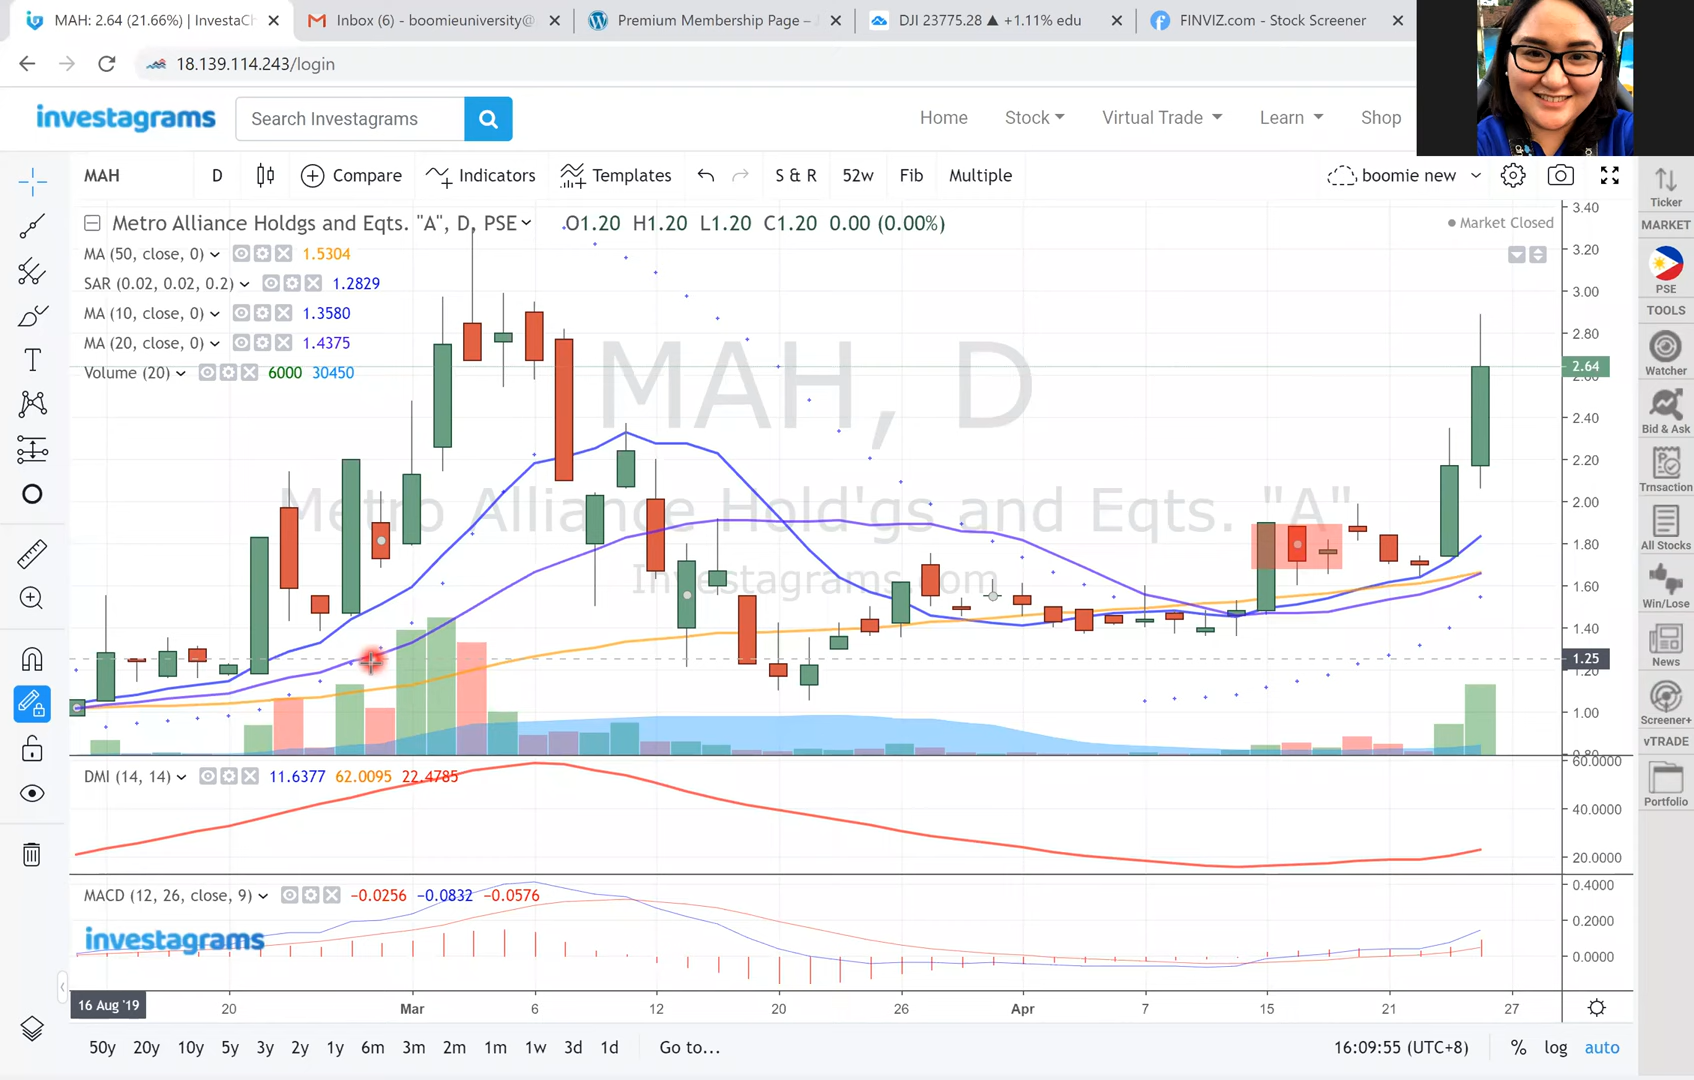 MAH: 2.64 (21.66%) | InvestaCh
Inbox (6) - boomieuniversity@
Premium Membership Page –
DJI 23775.28 ▲ +1.11% edu
FINVIZ.com - Stock Screener
18.139.114.243/login
investagrams
Search Investagrams
Home
Stock
Virtual Trade
Learn
Shop
MAH
D
Compare
Indicators
Templates
S & R
52w
Fib
Multiple
boomie new
Ticker
MARKET
PSE
TOOLS
Watcher
Bid & Ask
Trnsaction
All Stocks
Win/Lose
News
Screener+
vTRADE
Portfolio
Metro Alliance Holdgs and Eqts. "A", D, PSE
O1.20 H1.20 L1.20 C1.20 0.00 (0.00%)
Market Closed
MA (50, close, 0) 1.5304
SAR (0.02, 0.02, 0.2) 1.2829
MA (10, close, 0) 1.3580
MA (20, close, 0) 1.4375
Volume (20) 6000 30450
MAH, D
Metro Alliance Hold'gs and Eqts. "A"
Investagrams.com
3.40
3.20
3.00
2.80
2.64
2.60
2.40
2.20
2.00
1.80
1.60
1.40
1.25
1.20
1.00
0.80
DMI (14, 14) 11.6377 62.0095 22.4785
60.0000
40.0000
20.0000
MACD (12, 26, close, 9) −0.0256 −0.0832 −0.0576
investagrams
0.4000
0.2000
0.0000
16 Aug '19
20
Mar
6
12
20
26
Apr
7
15
21
27
50y 20y 10y 5y 3y 2y 1y 6m 3m 2m 1m 1w 3d 1d Go to...
16:09:55 (UTC+8) % log auto